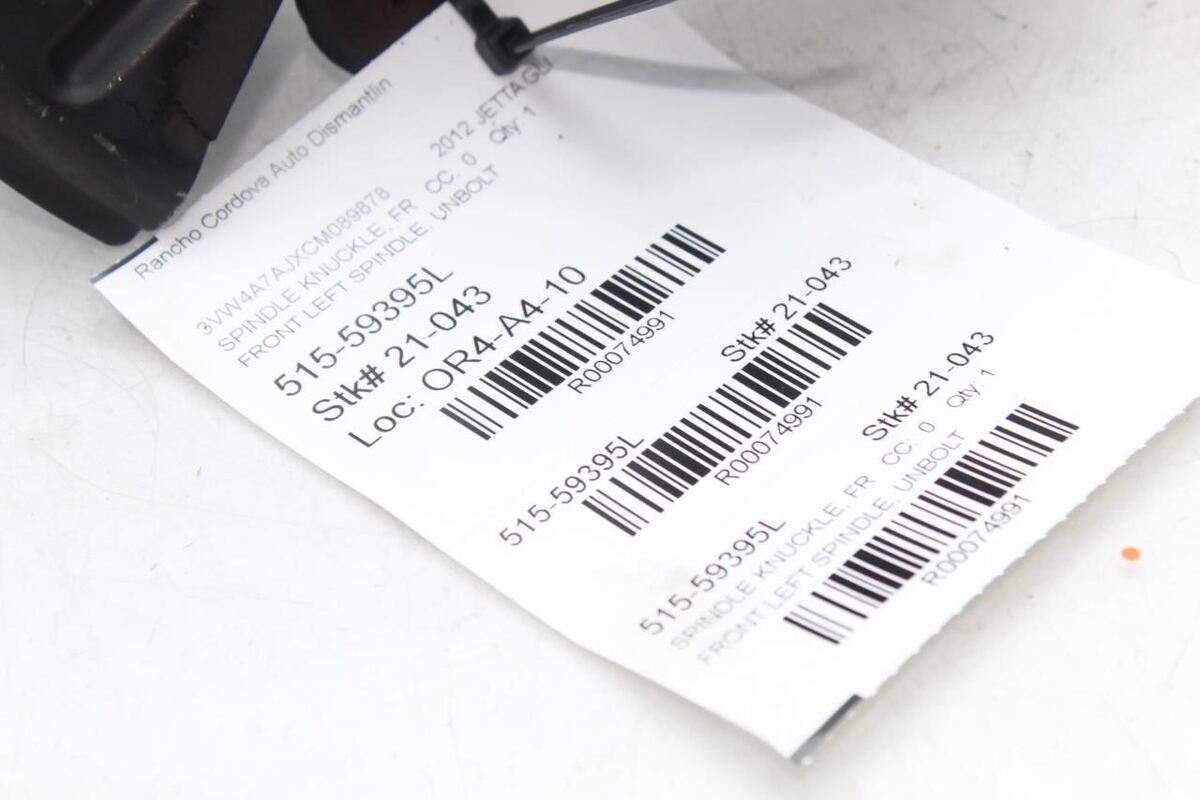 Rancho Cordova Auto Dismantlin
3VW4A7AJXCM089878 2012 JETTA
SPINDLE KNUCKLE, FR CC: 0 Qty: 1
FRONT LEFT SPINDLE, UNBOLT
515-59395L
Stk# 21-043
Loc: OR4-A4-10
R00074991
515-59395L Stk# 21-043
R00074991
515-59395L Stk# 21-043
SPINDLE KNUCKLE, FR CC: 0 Qty: 1
FRONT LEFT SPINDLE, UNBOLT
R00074991